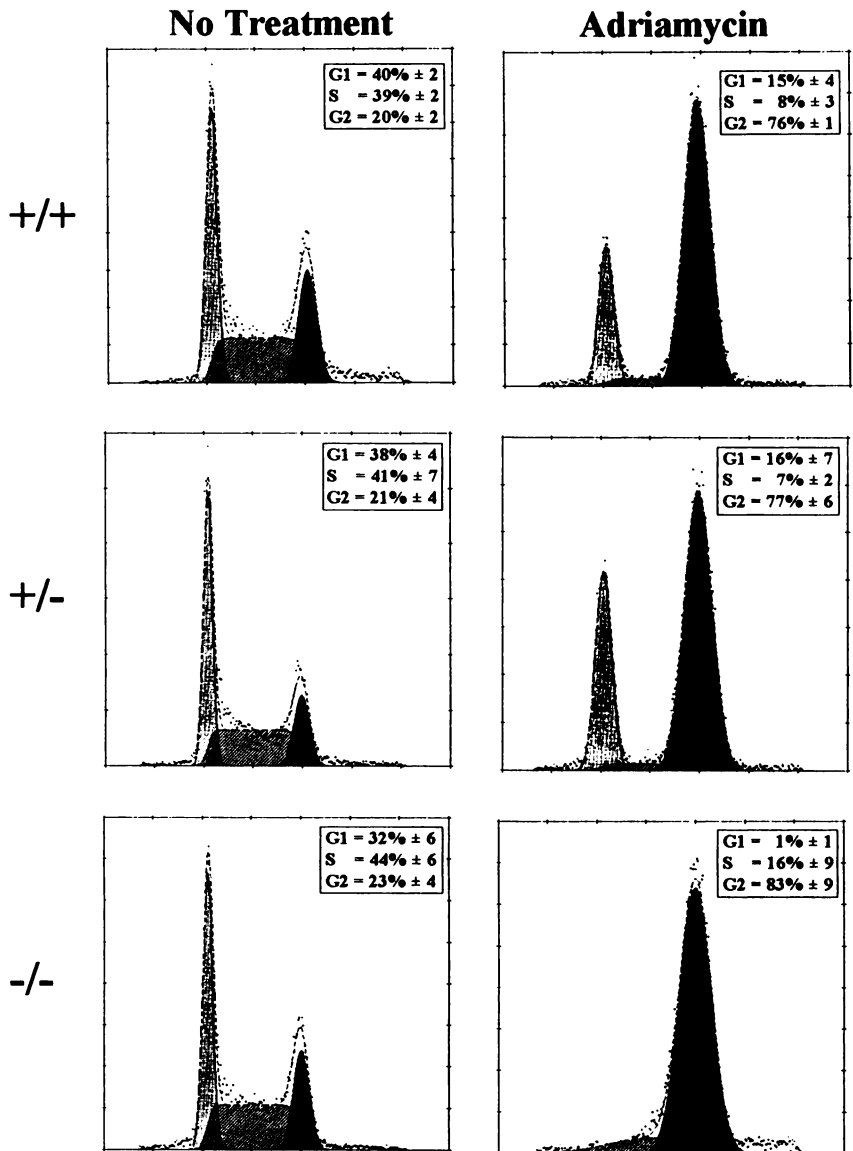 No Treatment
Adriamycin
G1 = 40% ± 2
S = 39% ± 2
G2 = 20% ± 2
G1 = 15% ± 4
S = 8% ± 3
G2 = 76% ± 1
+/+
G1 = 38% ± 4
S = 41% ± 7
G2 = 21% ± 4
G1 = 16% ± 7
S = 7% ± 2
G2 = 77% ± 6
+/-
G1 = 32% ± 6
S = 44% ± 6
G2 = 23% ± 4
G1 = 1% ± 1
S = 16% ± 9
G2 = 83% ± 9
-/-